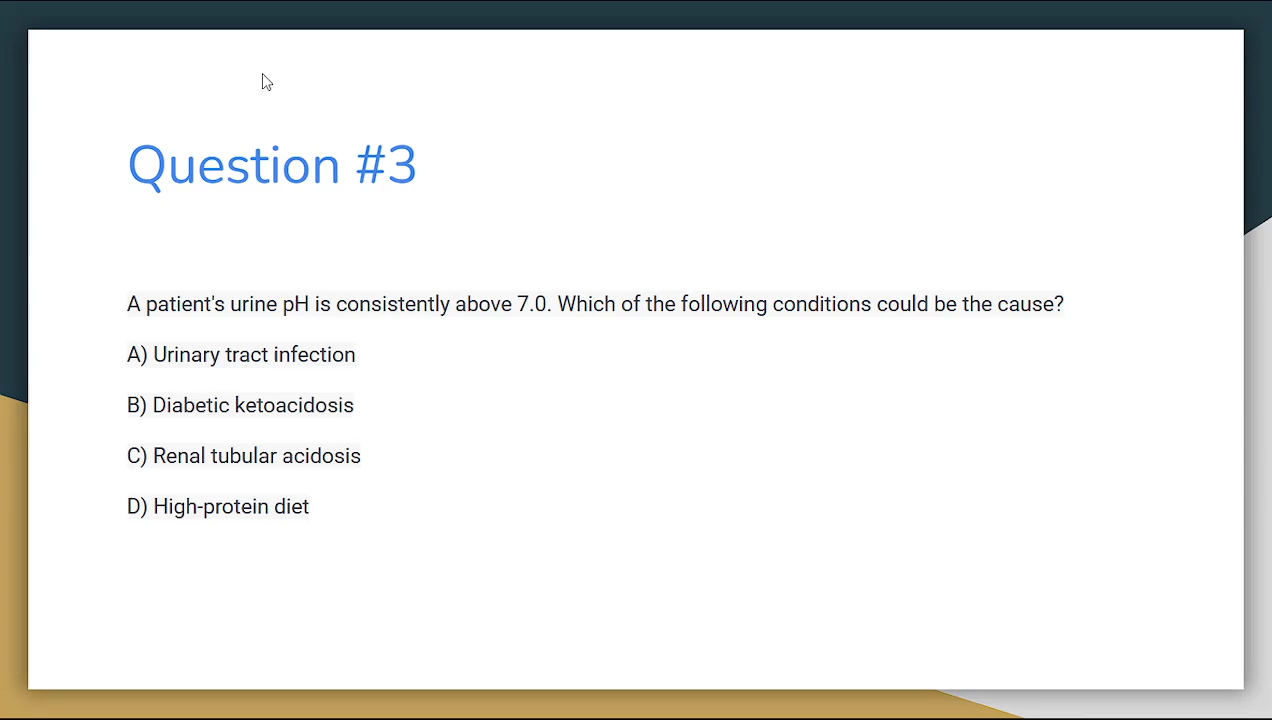 Question #3
A patient's urine pH is consistently above 7.0. Which of the following conditions could be the cause?
A) Urinary tract infection
B) Diabetic ketoacidosis
C) Renal tubular acidosis
D) High-protein diet